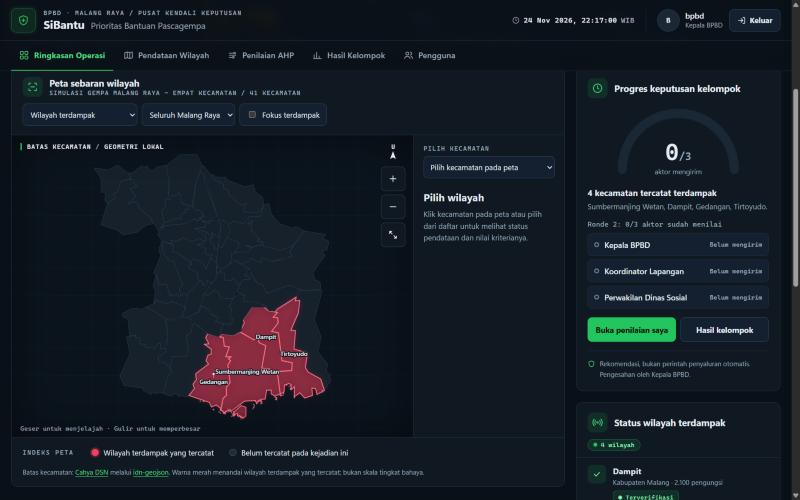 BPBD · MALANG RAYA / PUSAT KENDALI KEPUTUSAN
SiBantu Prioritas Bantuan Pascagempa
24 Nov 2026, 22:17:00 WIB
B
bpbd
Kepala BPBD
Keluar
Ringkasan Operasi
Pendataan Wilayah
Penilaian AHP
Hasil Kelompok
Pengguna
Peta sebaran wilayah
SIMULASI GEMPA MALANG RAYA — EMPAT KECAMATAN / 41 KECAMATAN
Wilayah terdampak
Seluruh Malang Raya
Fokus terdampak
BATAS KECAMATAN / GEOMETRI LOKAL
U
Dampit
Tirtoyudo
Sumbermanjing Wetan
Gedangan
Geser untuk menjelajah · Gulir untuk memperbesar
PILIH KECAMATAN
Pilih kecamatan pada peta
Pilih wilayah
Klik kecamatan pada peta atau pilih
dari daftar untuk melihat status
pendataan dan nilai kriterianya.
INDEKS PETA
Wilayah terdampak yang tercatat
Belum tercatat pada kejadian ini
Batas kecamatan: Cahya DSN melalui idn-geojson. Warna merah menandai wilayah terdampak yang tercatat; bukan skala tingkat bahaya.
Progres keputusan kelompok
0/3
aktor mengirim
4 kecamatan tercatat terdampak
Sumbermanjing Wetan, Dampit, Gedangan, Tirtoyudo.
Ronde 2: 0/3 aktor sudah menilai
Kepala BPBD Belum mengirim
Koordinator Lapangan Belum mengirim
Perwakilan Dinas Sosial Belum mengirim
Buka penilaian saya
Hasil kelompok
Rekomendasi, bukan perintah penyaluran otomatis.
Pengesahan oleh Kepala BPBD.
Status wilayah terdampak
4 wilayah
Dampit
Kabupaten Malang · 2.100 pengungsi
Terverifikasi